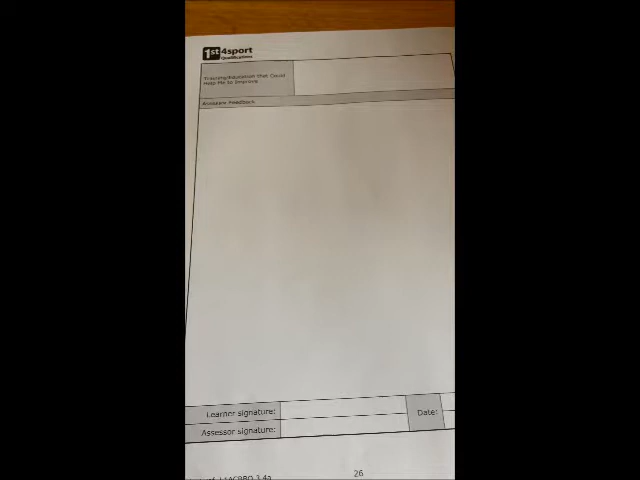 1st4sport
Qualifications
Training/Education that Could
Help Me to Improve
Assessor Feedback
Learner signature:
Date:
Assessor signature:
26